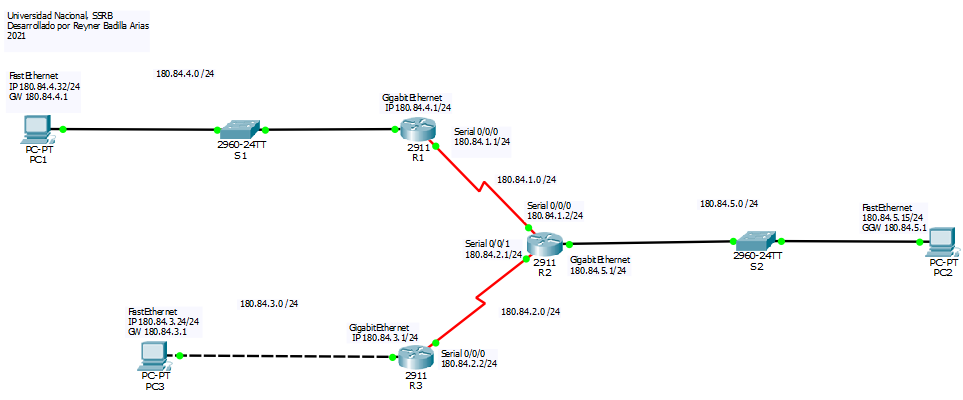 Universidad Nacional, SSRB
Desarrollado por Reyner Badilla Arias
2021
180.84.4.0 /24
FastEthernet
IP 180.84.4.32/24
GW 180.84.4.1
PC-PT
PC1
2960-24TT
S1
GigabitEthernet
IP 180.84.4.1/24
2911
R1
Serial 0/0/0
180.84.1.1/24
180.84.1.0 /24
Serial 0/0/0
180.84.1.2/24
Serial 0/0/1
180.84.2.1/24
2911
R2
GigabitEthernet
180.84.5.1/24
180.84.5.0 /24
2960-24TT
S2
FastEthernet
180.84.5.15/24
GGW 180.84.5.1
PC-PT
PC2
180.84.2.0 /24
180.84.3.0 /24
FastEthernet
IP 180.84.3.24/24
GW 180.84.3.1
PC-PT
PC3
GigabitEthernet
IP 180.84.3.1/24
2911
R3
Serial 0/0/0
180.84.2.2/24